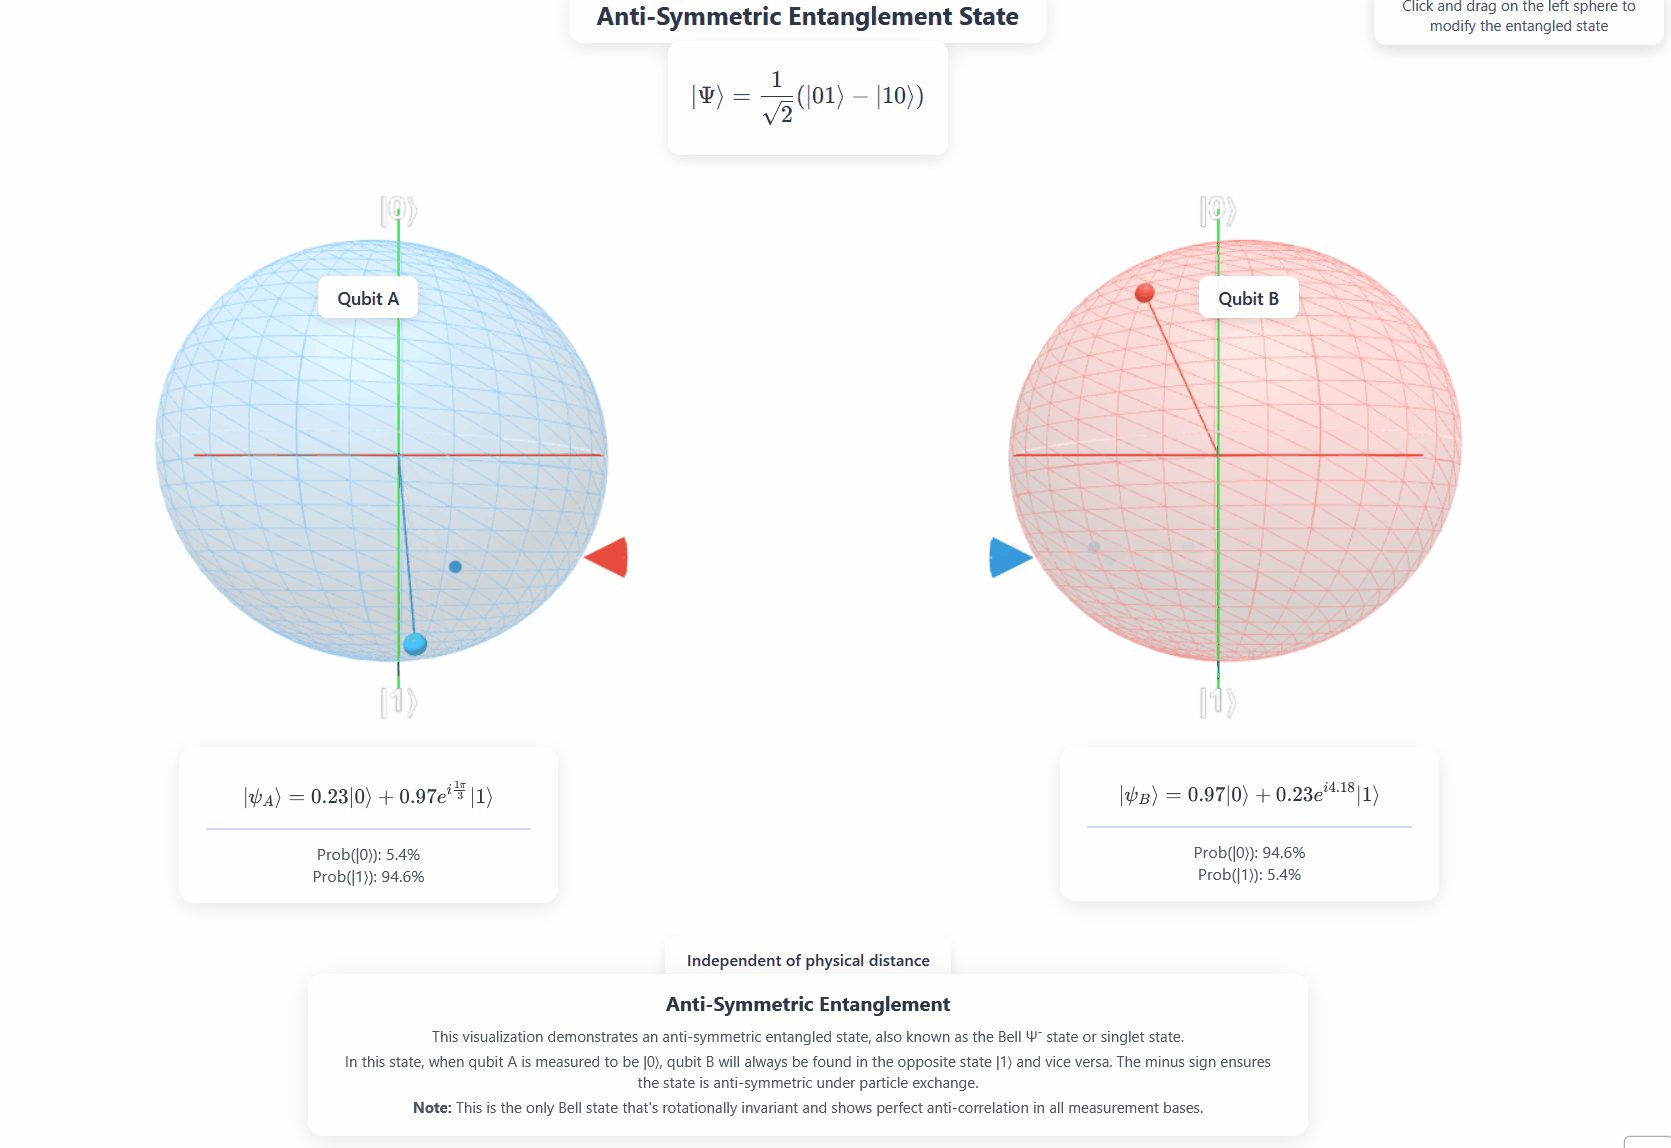 Anti-Symmetric Entanglement State
Click and drag on the left sphere to
modify the entangled state
|Ψ⟩ = 1/√2 (|01⟩ − |10⟩)
|0⟩
|0⟩
Qubit A
Qubit B
|1⟩
|1⟩
|ψ_A⟩ = 0.23|0⟩ + 0.97e^{i 1π/3}|1⟩
Prob(|0⟩): 5.4%
Prob(|1⟩): 94.6%
|ψ_B⟩ = 0.97|0⟩ + 0.23e^{i4.18}|1⟩
Prob(|0⟩): 94.6%
Prob(|1⟩): 5.4%
Independent of physical distance
Anti-Symmetric Entanglement
This visualization demonstrates an anti-symmetric entangled state, also known as the Bell Ψ⁻ state or singlet state.
In this state, when qubit A is measured to be |0⟩, qubit B will always be found in the opposite state |1⟩ and vice versa. The minus sign ensures
the state is anti-symmetric under particle exchange.
Note: This is the only Bell state that's rotationally invariant and shows perfect anti-correlation in all measurement bases.